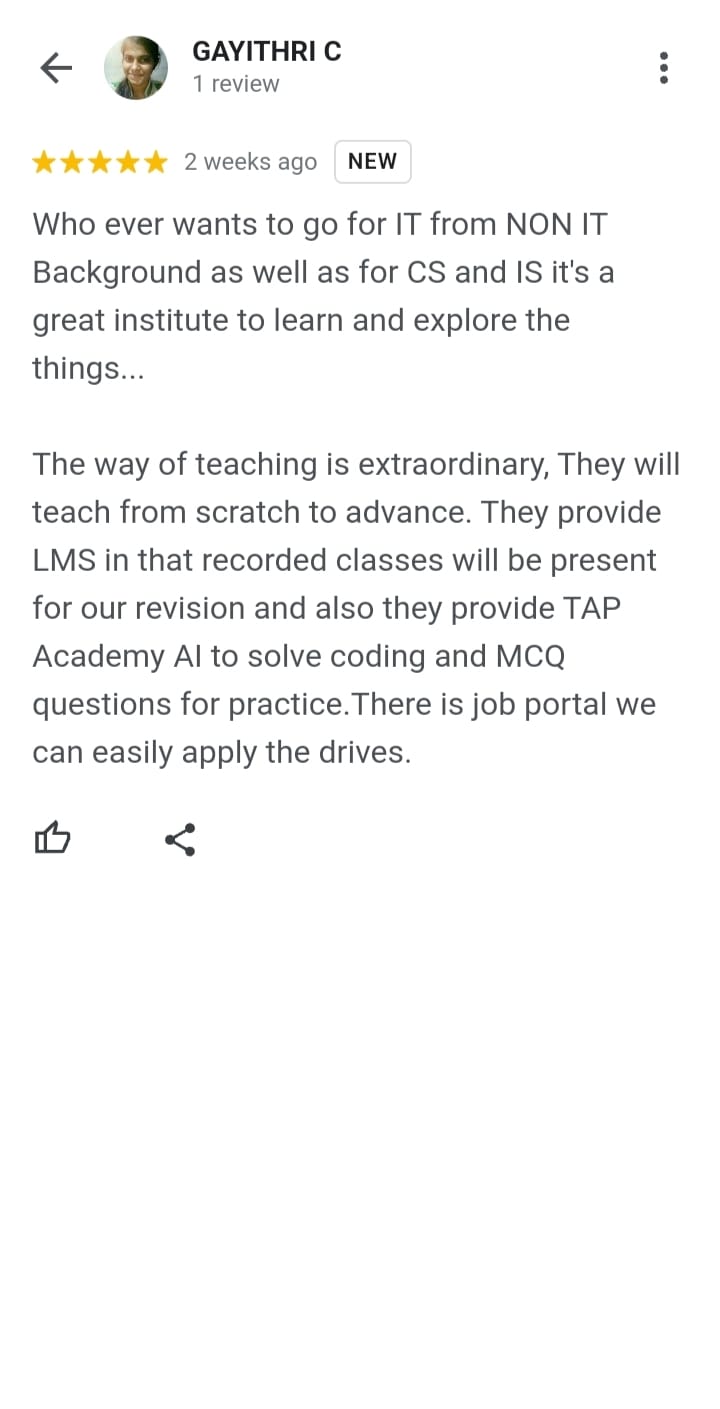 GAYITHRI C
1 review
2 weeks ago NEW
Who ever wants to go for IT from NON IT
Background as well as for CS and IS it's a
great institute to learn and explore the
things...
The way of teaching is extraordinary, They will
teach from scratch to advance. They provide
LMS in that recorded classes will be present
for our revision and also they provide TAP
Academy AI to solve coding and MCQ
questions for practice.There is job portal we
can easily apply the drives.